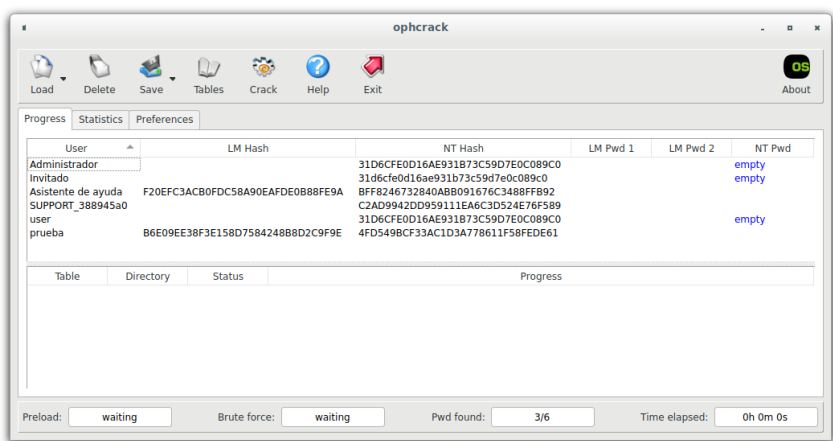 ophcrack
Load Delete Save Tables Crack Help Exit OS About
Progress Statistics Preferences
User LM Hash NT Hash LM Pwd 1 LM Pwd 2 NT Pwd
Administrador 31D6CFE0D16AE931B73C59D7E0C089C0 empty
Invitado 31d6cfe0d16ae931b73c59d7e0c089c0 empty
Asistente de ayuda F20EFC3ACB0FDC58A90EAFDE0B88FE9A BFF8246732840ABB091676C3488FFB92
SUPPORT_388945a0 C2AD9942DD959111EA6C3D524E76F589
user 31D6CFE0D16AE931B73C59D7E0C089C0 empty
prueba B6E09EE38F3E158D7584248B8D2C9F9E 4FD549BCF33AC1D3A778611F58FEDE61
Table Directory Status Progress
Preload: waiting Brute force: waiting Pwd found: 3/6 Time elapsed: 0h 0m 0s